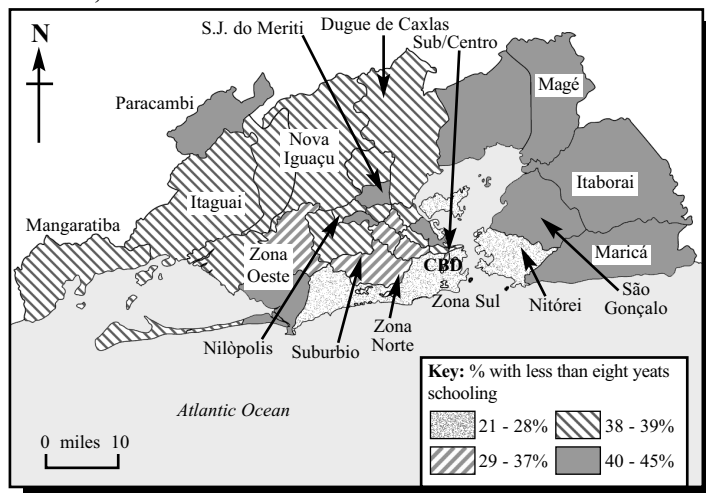 S.J. do Meriti
Dugue de Caxlas
Sub/Centro
N
Magé
Paracambi
Nova
Iguaçu
Itaguai
Itaborai
Mangaratiba
Zona
Oeste
CBD
Maricá
Zona Sul
Nitórei
São
Gonçalo
Nilòpolis
Suburbio
Zona
Norte
Atlantic Ocean
0 miles 10
Key: % with less than eight yeats
schooling
21 - 28%
38 - 39%
29 - 37%
40 - 45%